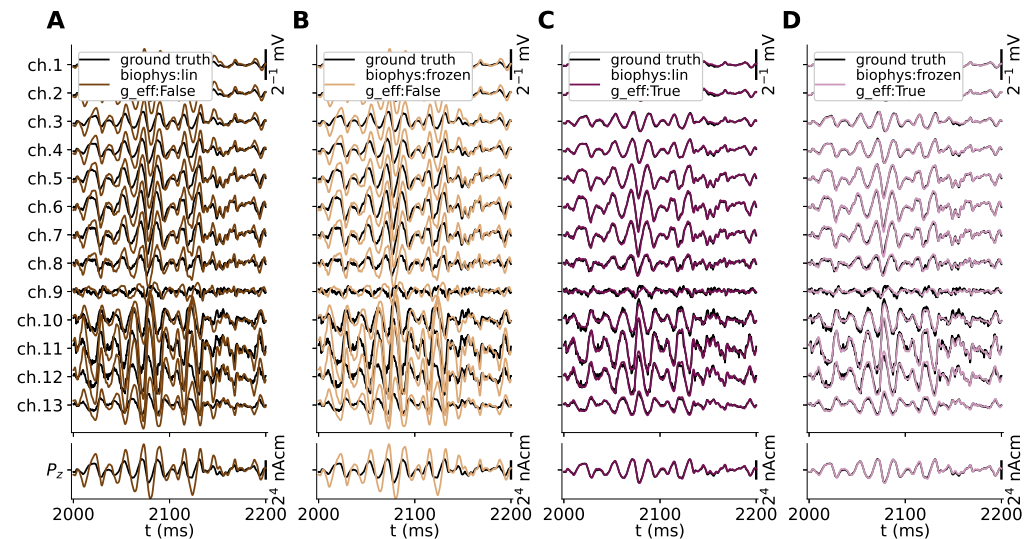 A
B
C
D
ground truth
biophys:lin
g_eff:False
ground truth
biophys:frozen
g_eff:False
ground truth
biophys:lin
g_eff:True
ground truth
biophys:frozen
g_eff:True
2⁻¹ mV
2⁻¹ mV
2⁻¹ mV
2⁻¹ mV
ch.1
ch.2
ch.3
ch.4
ch.5
ch.6
ch.7
ch.8
ch.9
ch.10
ch.11
ch.12
ch.13
P_z
2⁴ nAcm
2⁴ nAcm
2⁴ nAcm
2⁴ nAcm
2000 2100 2200
2000 2100 2200
2000 2100 2200
2000 2100 2200
t (ms)
t (ms)
t (ms)
t (ms)